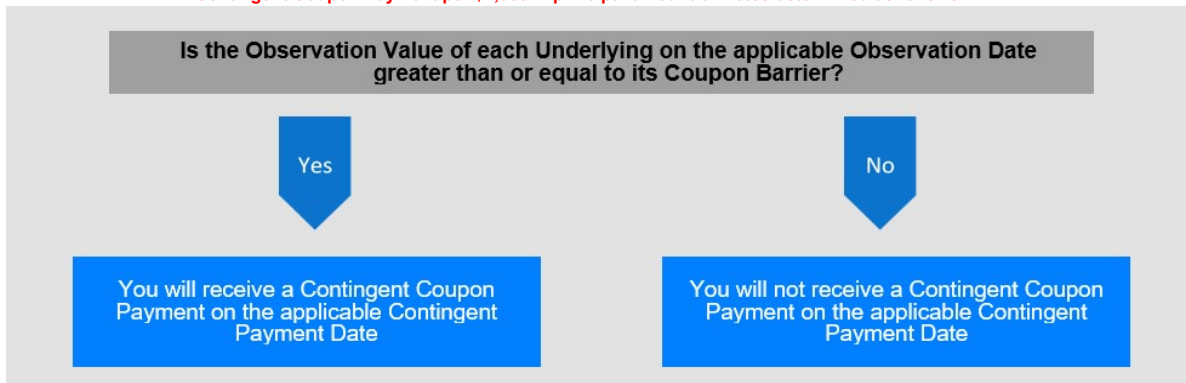 Is the Observation Value of each Underlying on the applicable Observation Date
greater than or equal to its Coupon Barrier?
Yes
No
You will receive a Contingent Coupon
Payment on the applicable Contingent
Payment Date
You will not receive a Contingent Coupon
Payment on the applicable Contingent
Payment Date